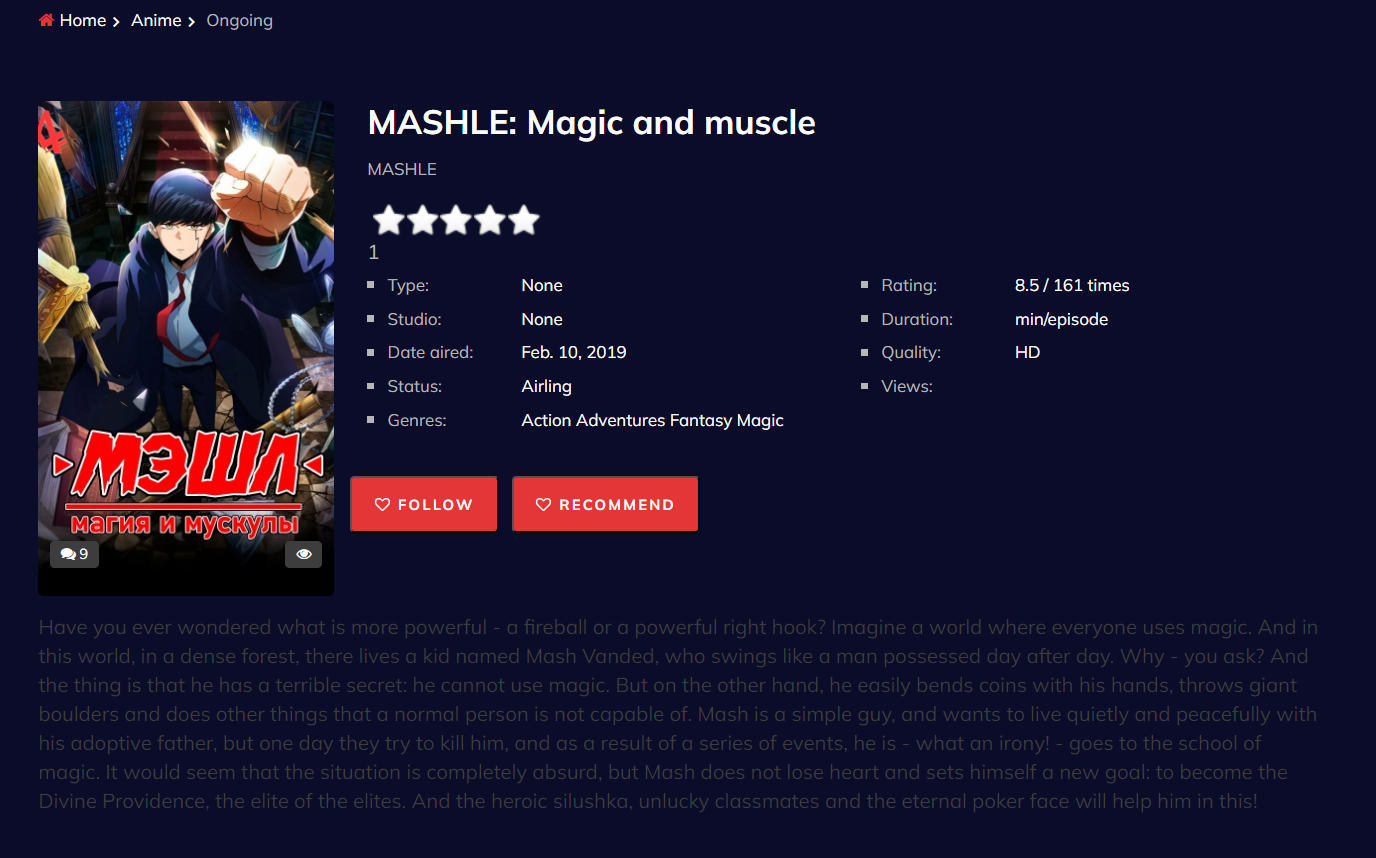 Home Anime Ongoing
MASHLE: Magic and muscle
MASHLE
1
Type: None
Studio: None
Date aired: Feb. 10, 2019
Status: Airling
Genres: Action Adventures Fantasy Magic
Rating: 8.5 / 161 times
Duration: min/episode
Quality: HD
Views:
FOLLOW
RECOMMEND
МЭШЛ
магия и мускулы
9
Have you ever wondered what is more powerful - a fireball or a powerful right hook? Imagine a world where everyone uses magic. And in
this world, in a dense forest, there lives a kid named Mash Vanded, who swings like a man possessed day after day. Why - you ask? And
the thing is that he has a terrible secret: he cannot use magic. But on the other hand, he easily bends coins with his hands, throws giant
boulders and does other things that a normal person is not capable of. Mash is a simple guy, and wants to live quietly and peacefully with
his adoptive father, but one day they try to kill him, and as a result of a series of events, he is - what an irony! - goes to the school of
magic. It would seem that the situation is completely absurd, but Mash does not lose heart and sets himself a new goal: to become the
Divine Providence, the elite of the elites. And the heroic silushka, unlucky classmates and the eternal poker face will help him in this!